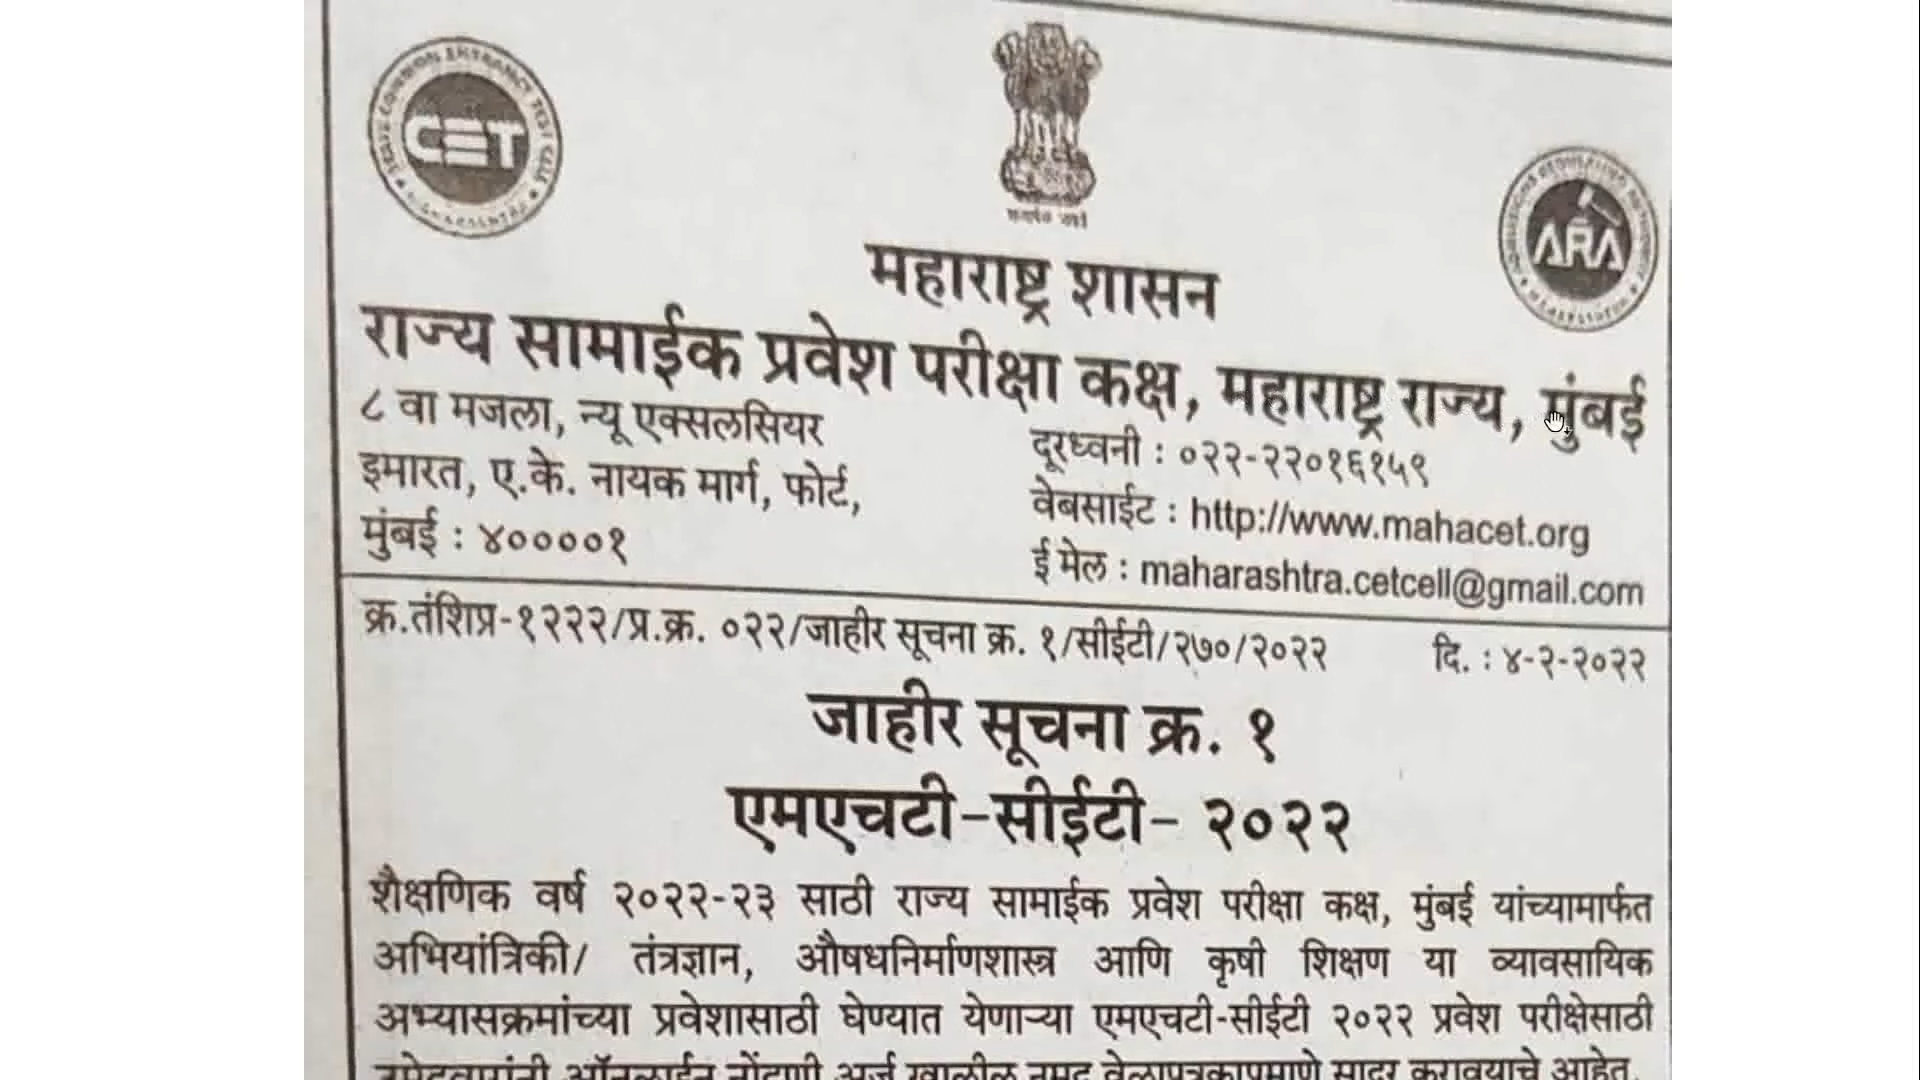 CET
ARA
महाराष्ट्र शासन
राज्य सामाईक प्रवेश परीक्षा कक्ष, महाराष्ट्र राज्य, मुंबई
८ वा मजला, न्यू एक्सलसियर
इमारत, ए.के. नायक मार्ग, फोर्ट,
मुंबई : ४००००१
दूरध्वनी : ०२२-२२०१६१५९
वेबसाईट : http://www.mahacet.org
ई मेल : maharashtra.cetcell@gmail.com
क्र.तंशिप्र-१२२२/प्र.क्र. ०२२/जाहीर सूचना क्र. १/सीईटी/२७०/२०२२ दि. : ४-२-२०२२
जाहीर सूचना क्र. १
एमएचटी-सीईटी- २०२२
शैक्षणिक वर्ष २०२२-२३ साठी राज्य सामाईक प्रवेश परीक्षा कक्ष, मुंबई यांच्यामार्फत
अभियांत्रिकी/ तंत्रज्ञान, औषधनिर्माणशास्त्र आणि कृषी शिक्षण या व्यावसायिक
अभ्यासक्रमांच्या प्रवेशासाठी घेण्यात येणाऱ्या एमएचटी-सीईटी २०२२ प्रवेश परीक्षेसाठी